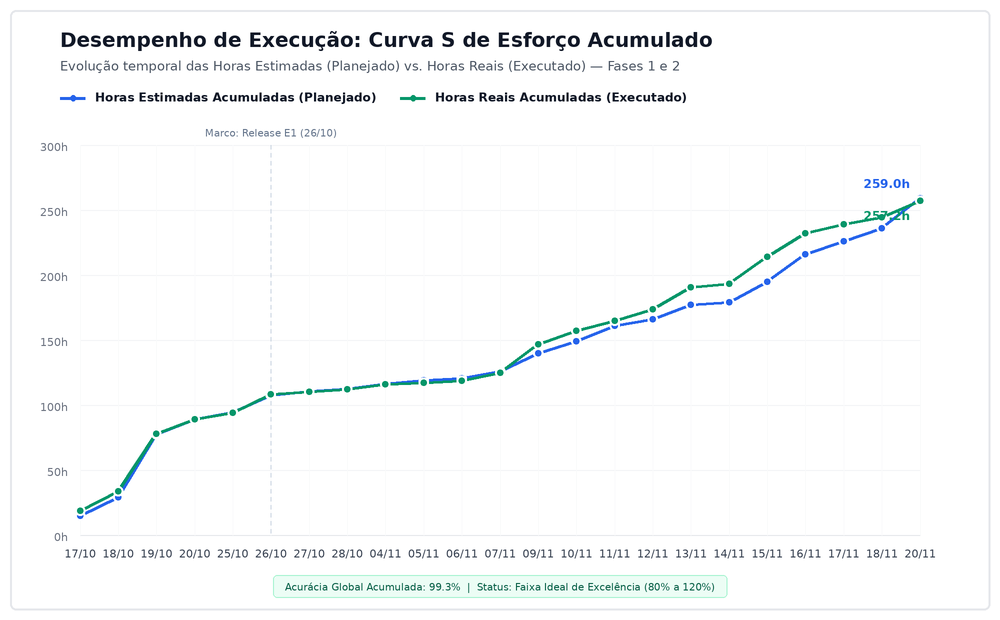 Desempenho de Execução: Curva S de Esforço Acumulado
Evolução temporal das Horas Estimadas (Planejado) vs. Horas Reais (Executado) — Fases 1 e 2
Horas Estimadas Acumuladas (Planejado)
Horas Reais Acumuladas (Executado)
Marco: Release E1 (26/10)
300h
259.0h
250h
257.2h
200h
150h
100h
50h
0h
17/10 18/10 19/10 20/10 25/10 26/10 27/10 28/10 04/11 05/11 06/11 07/11 09/11 10/11 11/11 12/11 13/11 14/11 15/11 16/11 17/11 18/11 20/11
Acurácia Global Acumulada: 99.3% | Status: Faixa Ideal de Excelência (80% a 120%)